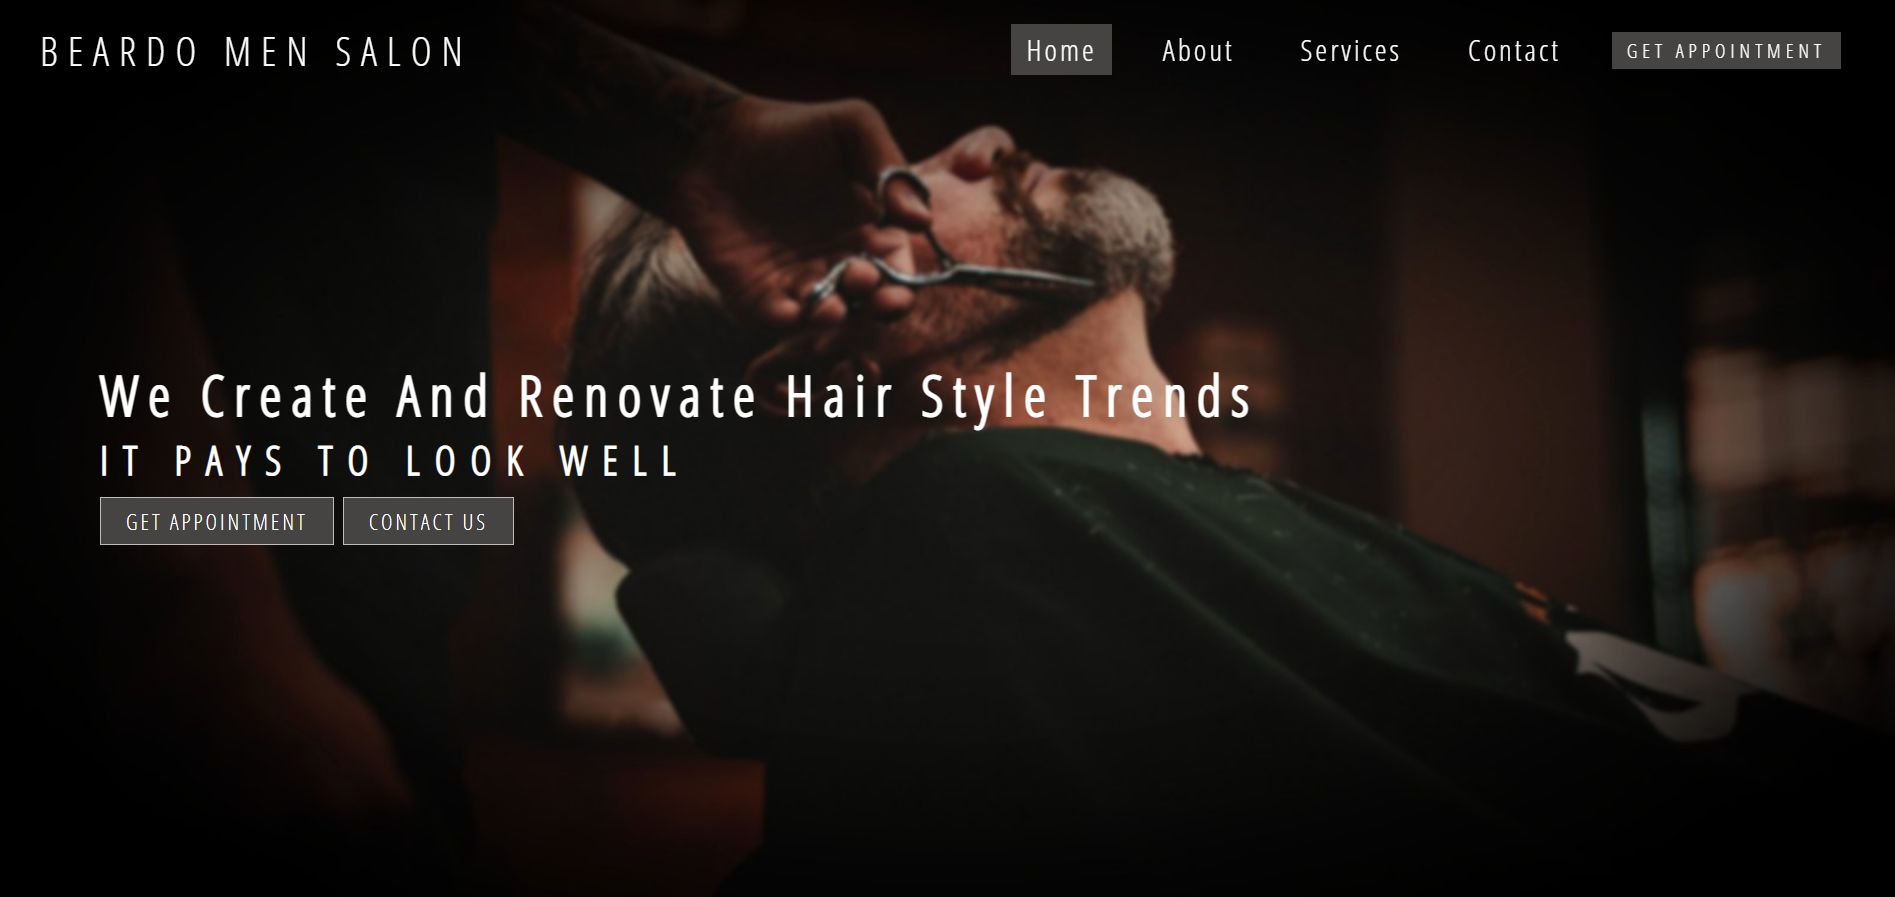 BEARDO MEN SALON
Home About Services Contact GET APPOINTMENT
We Create And Renovate Hair Style Trends
IT PAYS TO LOOK WELL
GET APPOINTMENT CONTACT US